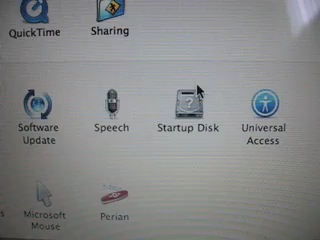 QuickTime Sharing
Software Update Speech Startup Disk Universal Access
s Microsoft Mouse Perian